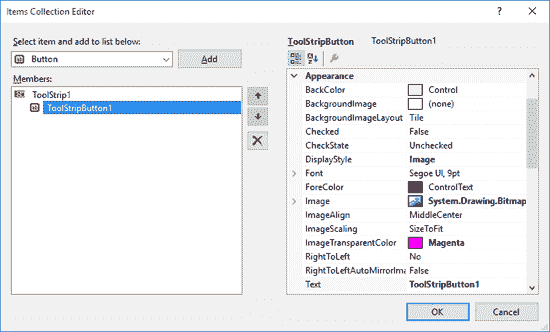 Items Collection Editor
Select item and add to list below:
Button
Add
Members:
ToolStrip1
ToolStripButton1
ToolStripButton ToolStripButton1
Appearance
BackColor Control
BackgroundImage (none)
BackgroundImageLayout Tile
Checked False
CheckState Unchecked
DisplayStyle Image
Font Segoe UI, 9pt
ForeColor ControlText
Image System.Drawing.Bitmap
ImageAlign MiddleCenter
ImageScaling SizeToFit
ImageTransparentColor Magenta
RightToLeft No
RightToLeftAutoMirrorIma False
Text ToolStripButton1
OK Cancel